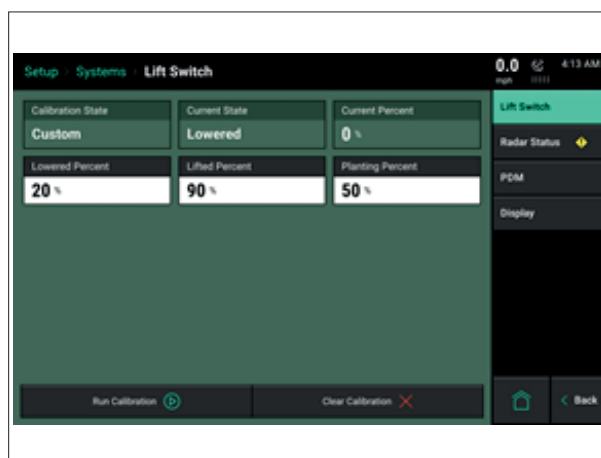 Setup Systems Lift Switch
0.0 mph 4:13 AM
Calibration State Current State Current Percent
Custom Lowered 0 %
Lowered Percent Lifted Percent Planting Percent
20 % 90 % 50 %
Lift Switch
Radar Status
PDM
Display
Run Calibration Clear Calibration
< Back